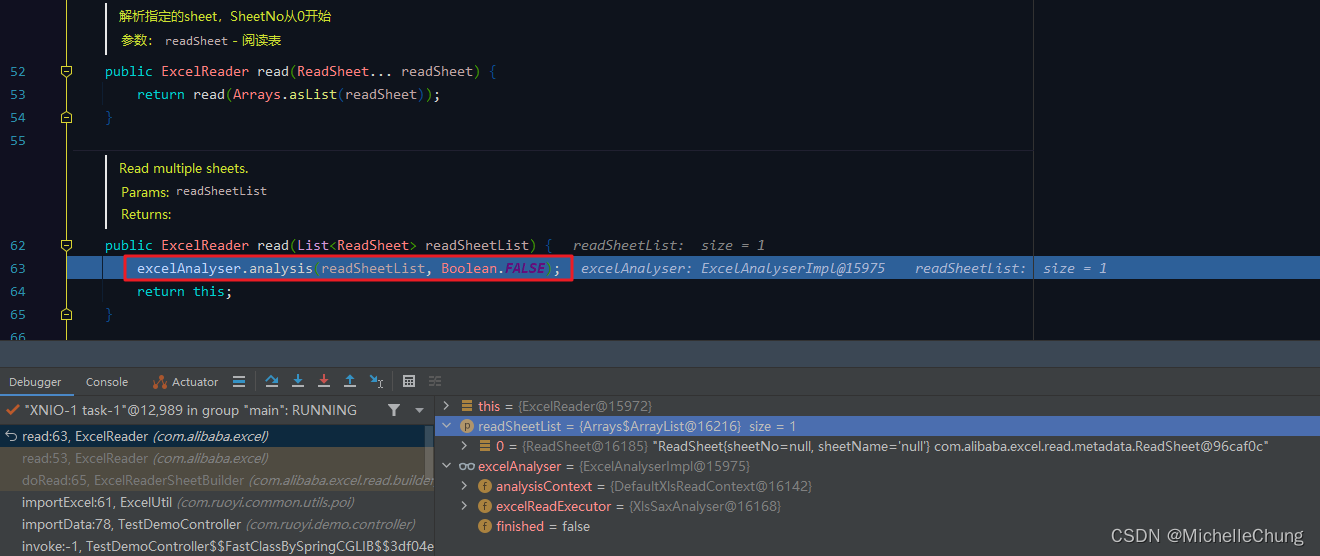 解析指定的sheet，SheetNo从0开始
参数： readSheet - 阅读表
52 public ExcelReader read(ReadSheet... readSheet) {
53 return read(Arrays.asList(readSheet));
54 }
55
Read multiple sheets.
Params: readSheetList
Returns:
62 public ExcelReader read(List<ReadSheet> readSheetList) { readSheetList: size = 1
63 excelAnalyser.analysis(readSheetList, Boolean.FALSE); excelAnalyser: ExcelAnalyserImpl@15975 readSheetList: size = 1
64 return this;
65 }
66
Debugger Console Actuator
"XNIO-1 task-1"@12,989 in group "main": RUNNING
read:63, ExcelReader (com.alibaba.excel)
read:53, ExcelReader (com.alibaba.excel)
doRead:65, ExcelReaderSheetBuilder (com.alibaba.excel.read.builder
importExcel:61, ExcelUtil (com.ruoyi.common.utils.poi)
importData:78, TestDemoController (com.ruoyi.demo.controller)
invoke:-1, TestDemoController$$FastClassBySpringCGLIB$$3df04e
this = {ExcelReader@15972}
readSheetList = {Arrays$ArrayList@16216} size = 1
0 = {ReadSheet@16185} "ReadSheet{sheetNo=null, sheetName='null'} com.alibaba.excel.read.metadata.ReadSheet@96caf0c"
excelAnalyser = {ExcelAnalyserImpl@15975}
analysisContext = {DefaultXlsReadContext@16142}
excelReadExecutor = {XlsSaxAnalyser@16168}
finished = false
CSDN @MichelleChung